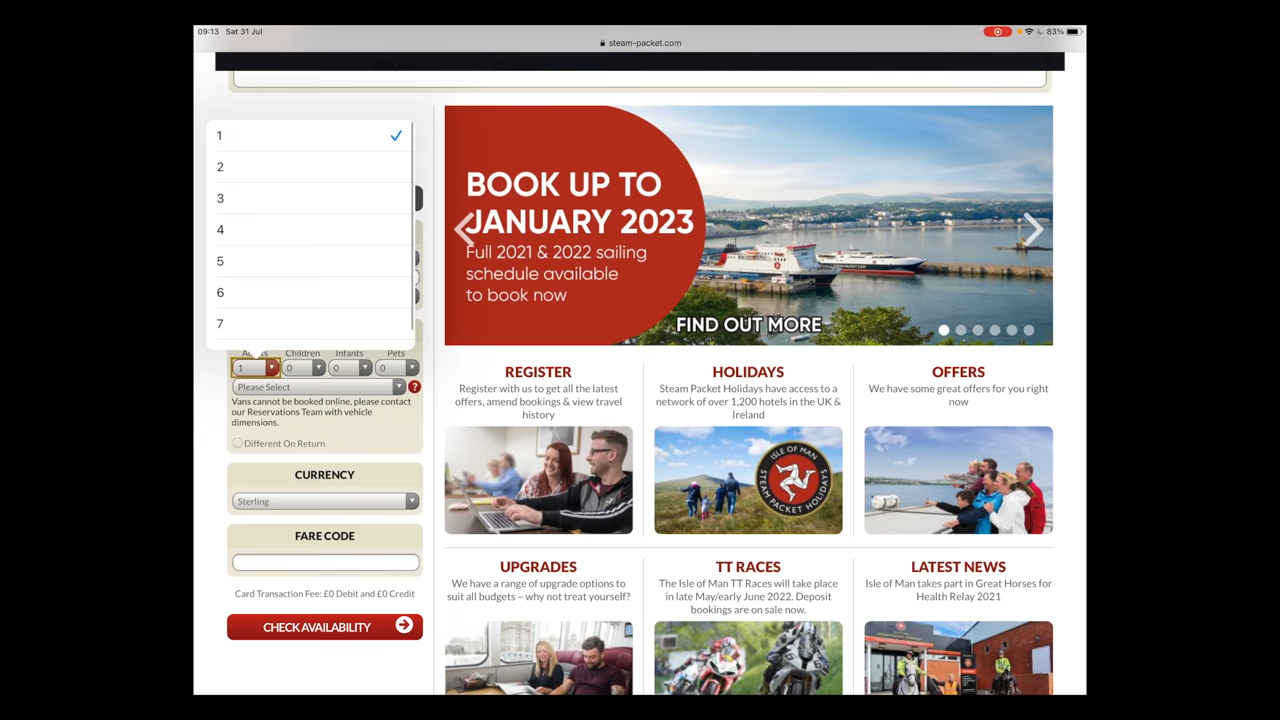 09:13 Sat 31 Jul
83%
steam-packet.com
1
2
3
4
5
6
7
Adults Children Infants Pets
1 0 0 0
Please Select
?
Vans cannot be booked online, please contact
our Reservations Team with vehicle
dimensions.
Different On Return
CURRENCY
Sterling
FARE CODE
Card Transaction Fee: £0 Debit and £0 Credit
CHECK AVAILABILITY
BOOK UP TO
JANUARY 2023
Full 2021 & 2022 sailing
schedule available
to book now
FIND OUT MORE
REGISTER
Register with us to get all the latest
offers, amend bookings & view travel
history
HOLIDAYS
Steam Packet Holidays have access to a
network of over 1,200 hotels in the UK &
Ireland
ISLE OF MAN
STEAM PACKET HOLIDAYS
OFFERS
We have some great offers for you right
now
UPGRADES
We have a range of upgrade options to
suit all budgets – why not treat yourself?
TT RACES
The Isle of Man TT Races will take place
in late May/early June 2022. Deposit
bookings are on sale now.
LATEST NEWS
Isle of Man takes part in Great Horses for
Health Relay 2021